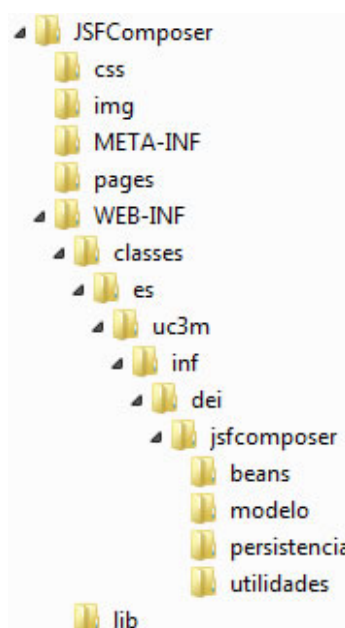 JSFComposer
css
img
META-INF
pages
WEB-INF
classes
es
uc3m
inf
dei
jsfcomposer
beans
modelo
persistencia
utilidades
lib